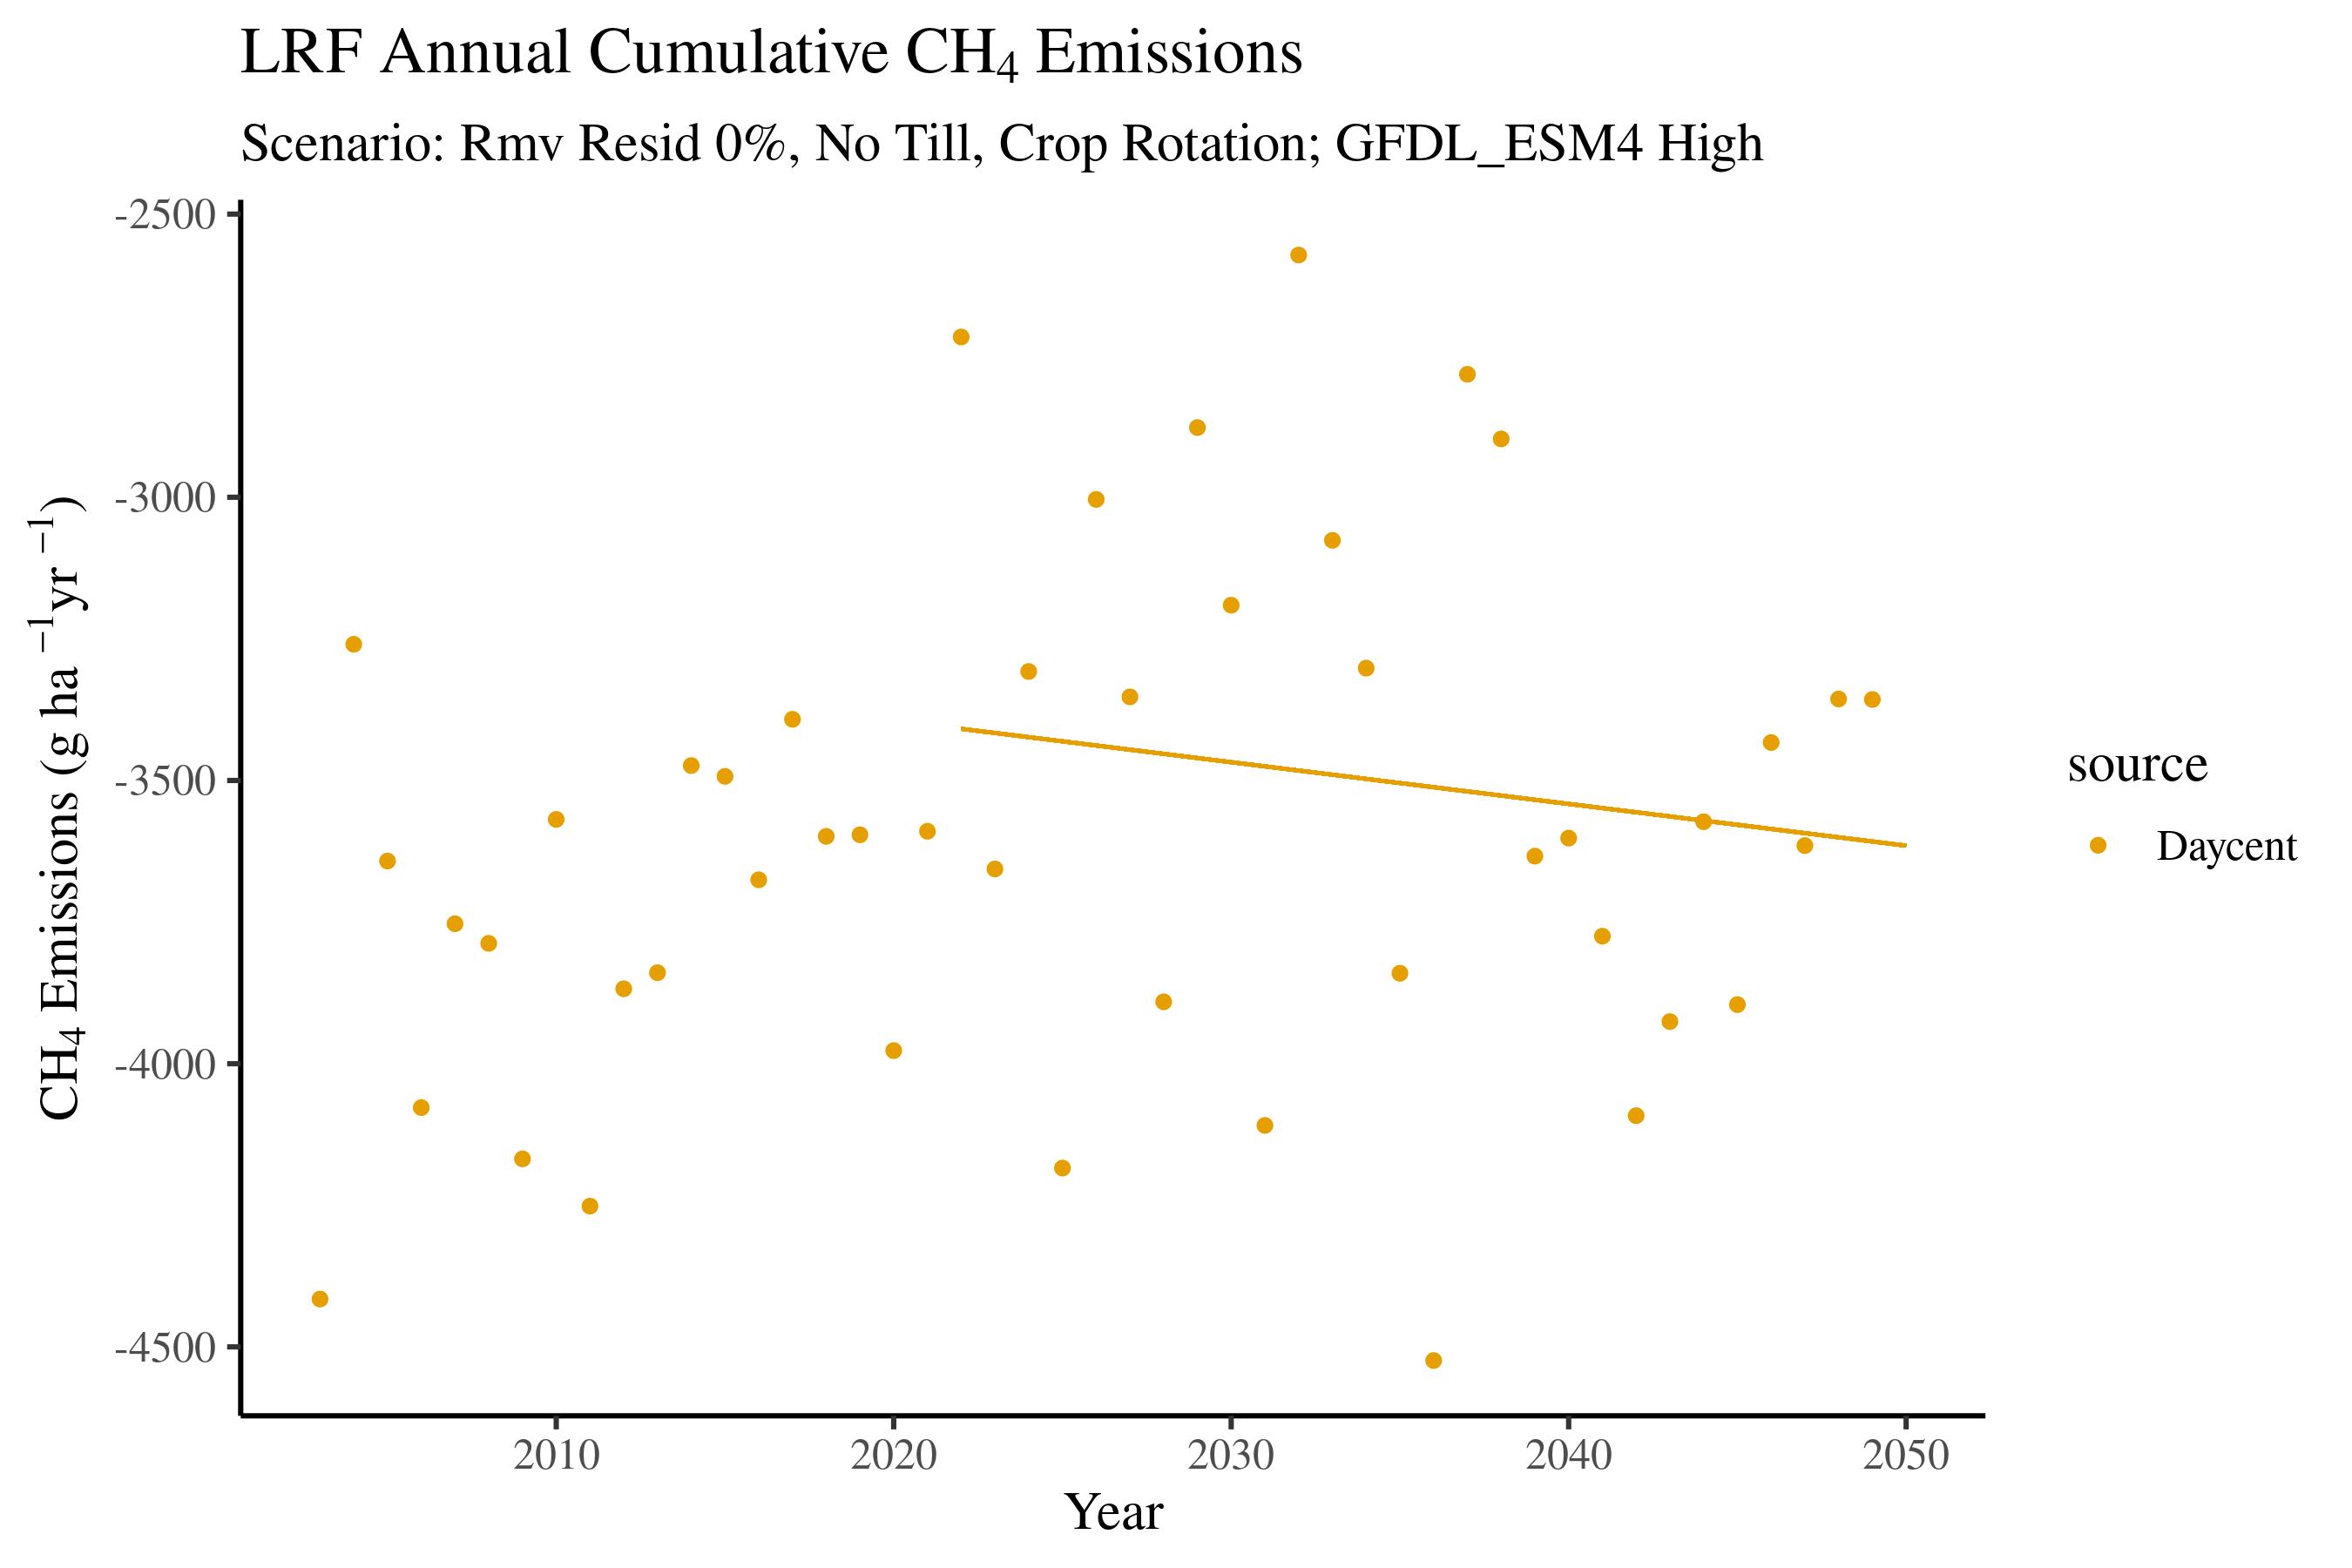 LRF Annual Cumulative CH₄ Emissions
Scenario: Rmv Resid 0%, No Till, Crop Rotation; GFDL_ESM4 High
CH₄ Emissions (g ha⁻¹yr⁻¹)
-2500
-3000
-3500
-4000
-4500
2010 2020 2030 2040 2050
Year
source
Daycent